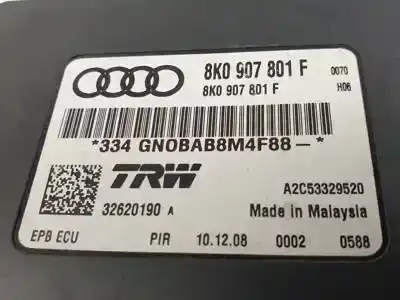 8K0 907 801 F 0070
8K0 907 801 F H06
*334 GN0BAB8M4F88-*
TRW
A2C53329520
32620190 A Made in Malaysia
EPB ECU PIR 10.12.08 0002 0588